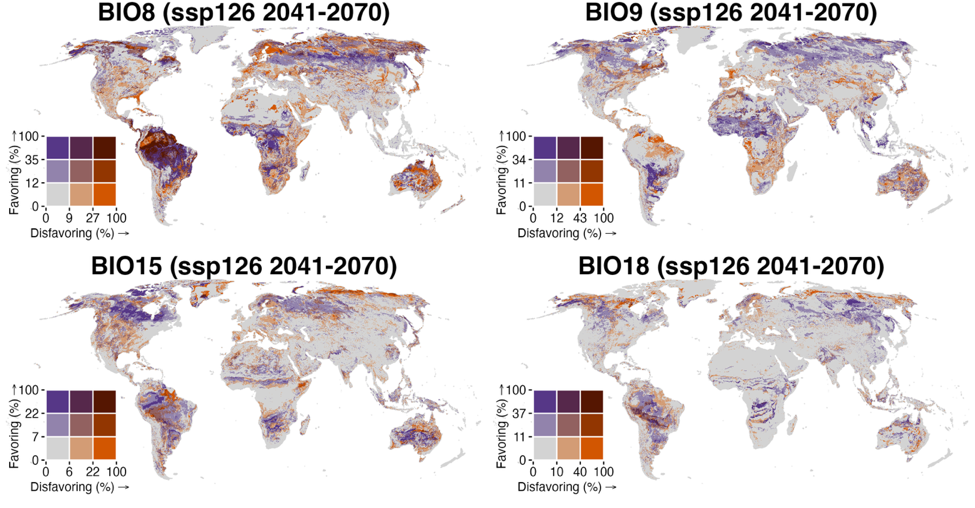 BIO8 (ssp126 2041-2070)
Favoring (%) →
100
35
12
0
0 9 27 100
Disfavoring (%) →
BIO9 (ssp126 2041-2070)
Favoring (%) →
100
34
11
0
0 12 43 100
Disfavoring (%) →
BIO15 (ssp126 2041-2070)
Favoring (%) →
100
22
7
0
0 6 22 100
Disfavoring (%) →
BIO18 (ssp126 2041-2070)
Favoring (%) →
100
37
11
0
0 10 40 100
Disfavoring (%) →